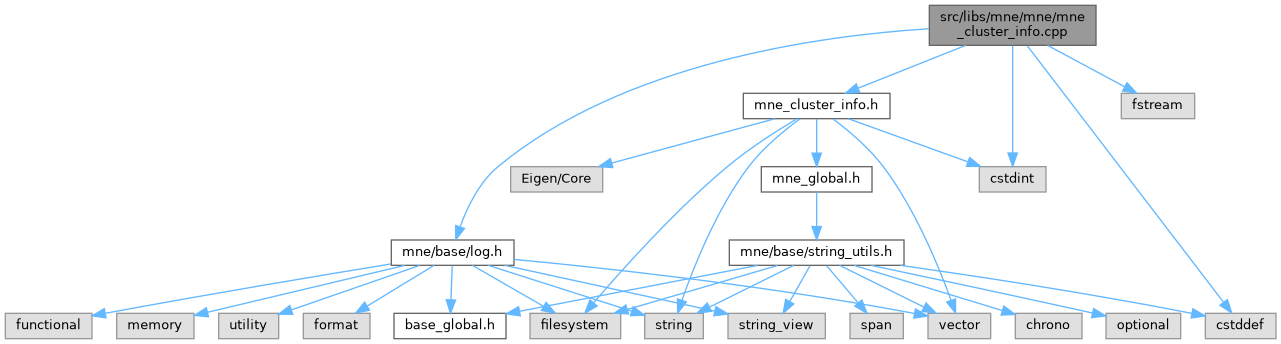 src/libs/mne/mne/mne
_cluster_info.cpp
mne_cluster_info.h
fstream
Eigen/Core
mne_global.h
cstdint
mne/base/log.h
mne/base/string_utils.h
functional
memory
utility
format
base_global.h
filesystem
string
string_view
span
vector
chrono
optional
cstddef